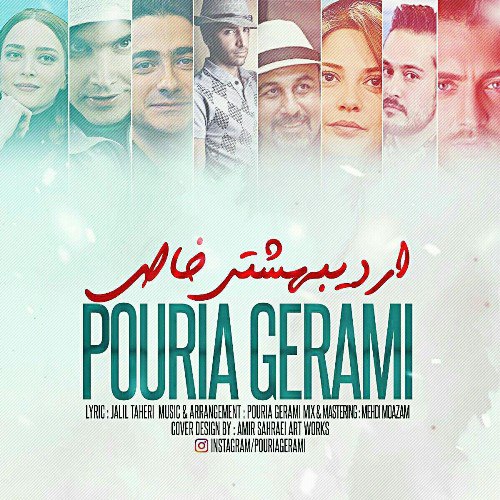 اردیبهشتی خاص
POURIA GERAMI
LYRIC : JALIL TAHERI MUSIC & ARRANGEMENT : POURIA GERAMI MIX & MASTERING : MEHDI MOAZAM
COVER DESIGN BY : AMIR SAHRAEI ART WORKS
INSTAGRAM/POURIAGERAMI